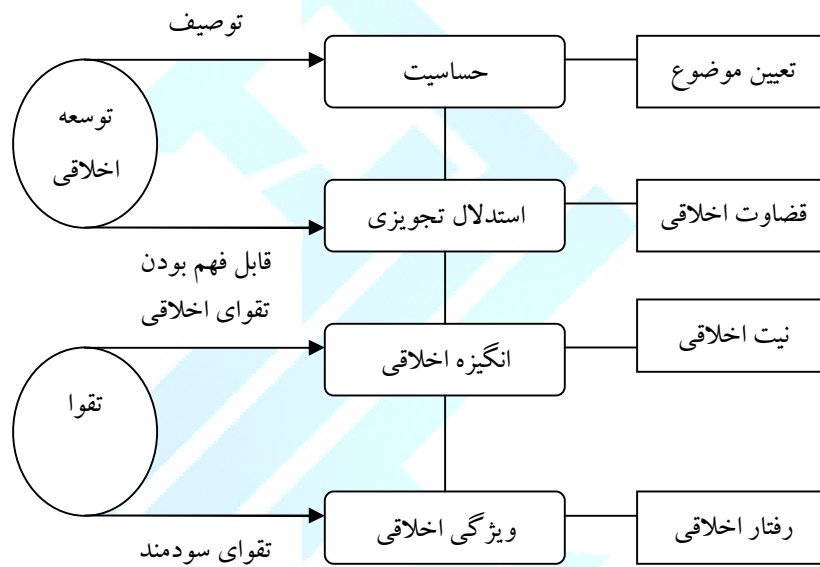 توصیف
تعیین موضوع
حساسیت
توسعه
اخلاقی
قضاوت اخلاقی
استدلال تجویزی
قابل فهم بودن
تقوای اخلاقی
نیت اخلاقی
انگیزه اخلاقی
تقوا
رفتار اخلاقی
ویژگی اخلاقی
تقوای سودمند